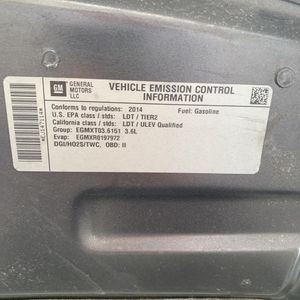 GM GENERAL MOTORS LLC
VEHICLE EMISSION CONTROL INFORMATION
Conforms to regulations: 2014 Fuel: Gasoline
U.S. EPA class / stds: LDT / TIER2
California class / stds: LDT / ULEV Qualified
Group: EGMXT03.6151 3.6L
Evap: EGMXR0197972
DGI/HO2S/TWC, OBD: II